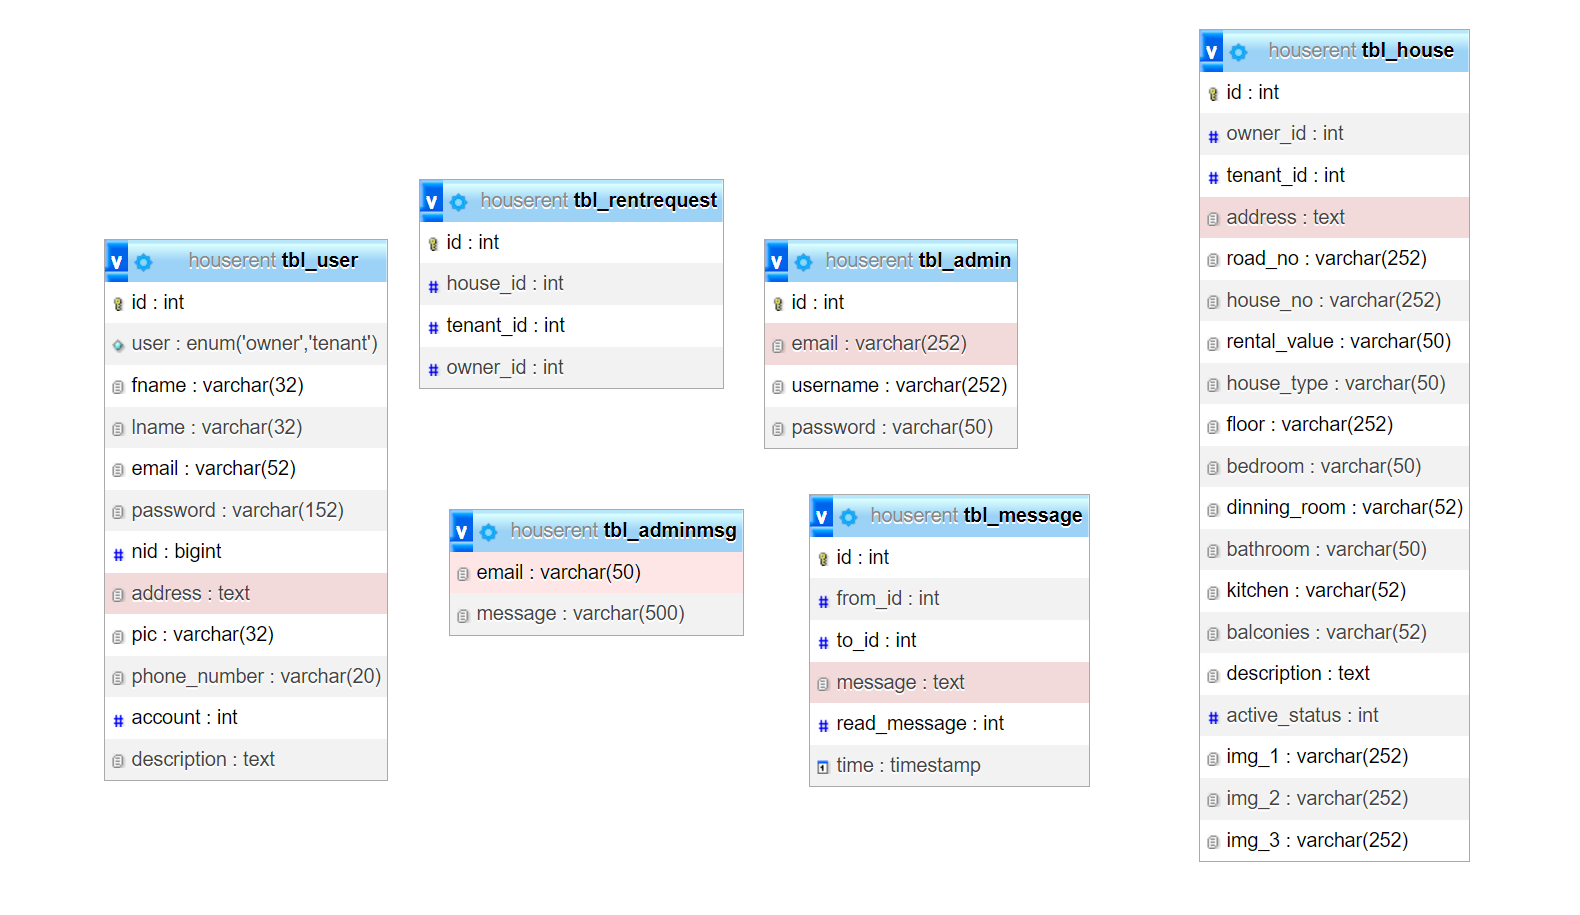 houserent tbl_user
id : int
user : enum('owner','tenant')
fname : varchar(32)
lname : varchar(32)
email : varchar(52)
password : varchar(152)
nid : bigint
address : text
pic : varchar(32)
phone_number : varchar(20)
account : int
description : text
houserent tbl_rentrequest
id : int
house_id : int
tenant_id : int
owner_id : int
houserent tbl_adminmsg
email : varchar(50)
message : varchar(500)
houserent tbl_admin
id : int
email : varchar(252)
username : varchar(252)
password : varchar(50)
houserent tbl_message
id : int
from_id : int
to_id : int
message : text
read_message : int
time : timestamp
houserent tbl_house
id : int
owner_id : int
tenant_id : int
address : text
road_no : varchar(252)
house_no : varchar(252)
rental_value : varchar(50)
house_type : varchar(50)
floor : varchar(252)
bedroom : varchar(50)
dinning_room : varchar(52)
bathroom : varchar(50)
kitchen : varchar(52)
balconies : varchar(52)
description : text
active_status : int
img_1 : varchar(252)
img_2 : varchar(252)
img_3 : varchar(252)